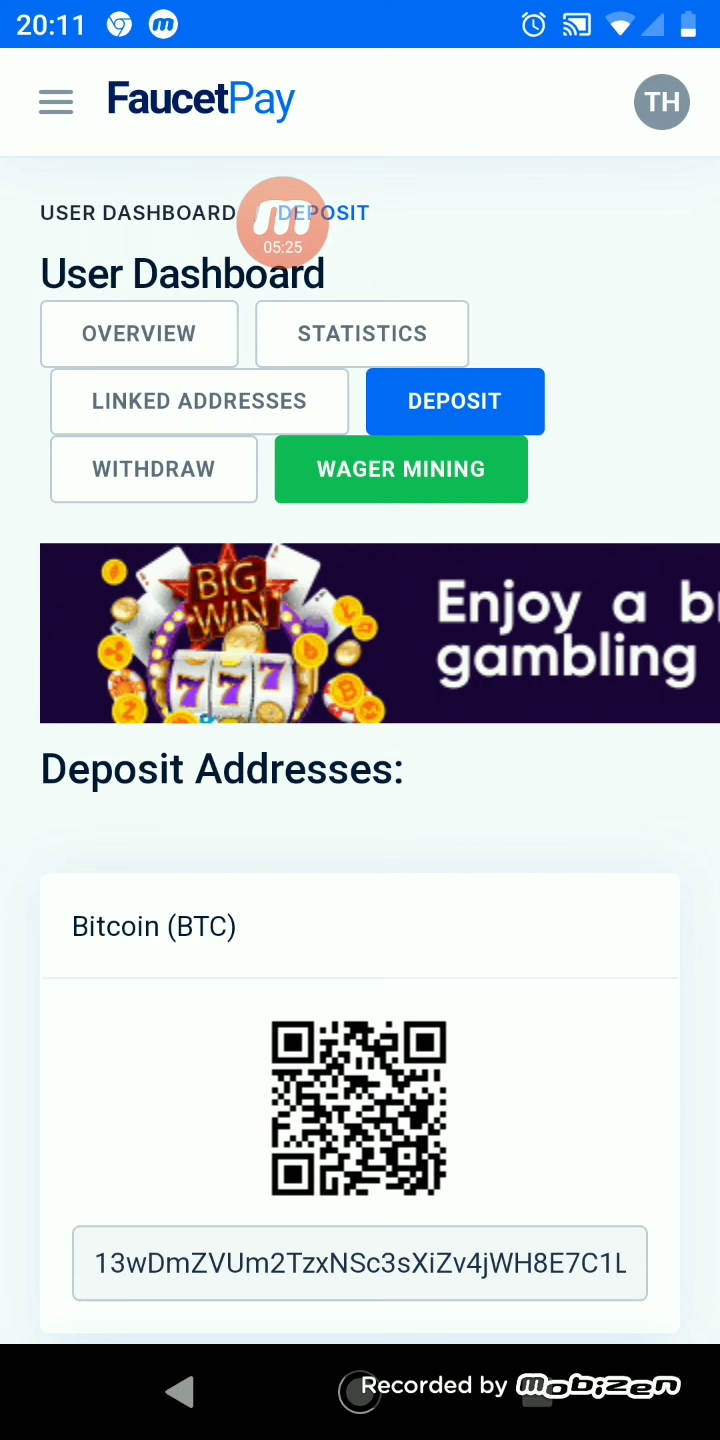 20:11
FaucetPay
TH
USER DASHBOARD DEPOSIT
05:25
User Dashboard
OVERVIEW STATISTICS
LINKED ADDRESSES DEPOSIT
WITHDRAW WAGER MINING
BIG
WIN
777
Enjoy a
gambling
Deposit Addresses:
Bitcoin (BTC)
13wDmZVUm2TzxNSc3sXiZv4jWH8E7C1L
Recorded by mobizen